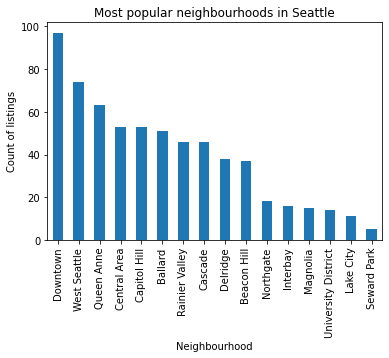 Most popular neighbourhoods in Seattle
Count of listings
100
80
60
40
20
0
Downtown
West Seattle
Queen Anne
Central Area
Capitol Hill
Ballard
Rainier Valley
Cascade
Delridge
Beacon Hill
Northgate
Interbay
Magnolia
University District
Lake City
Seward Park
Neighbourhood